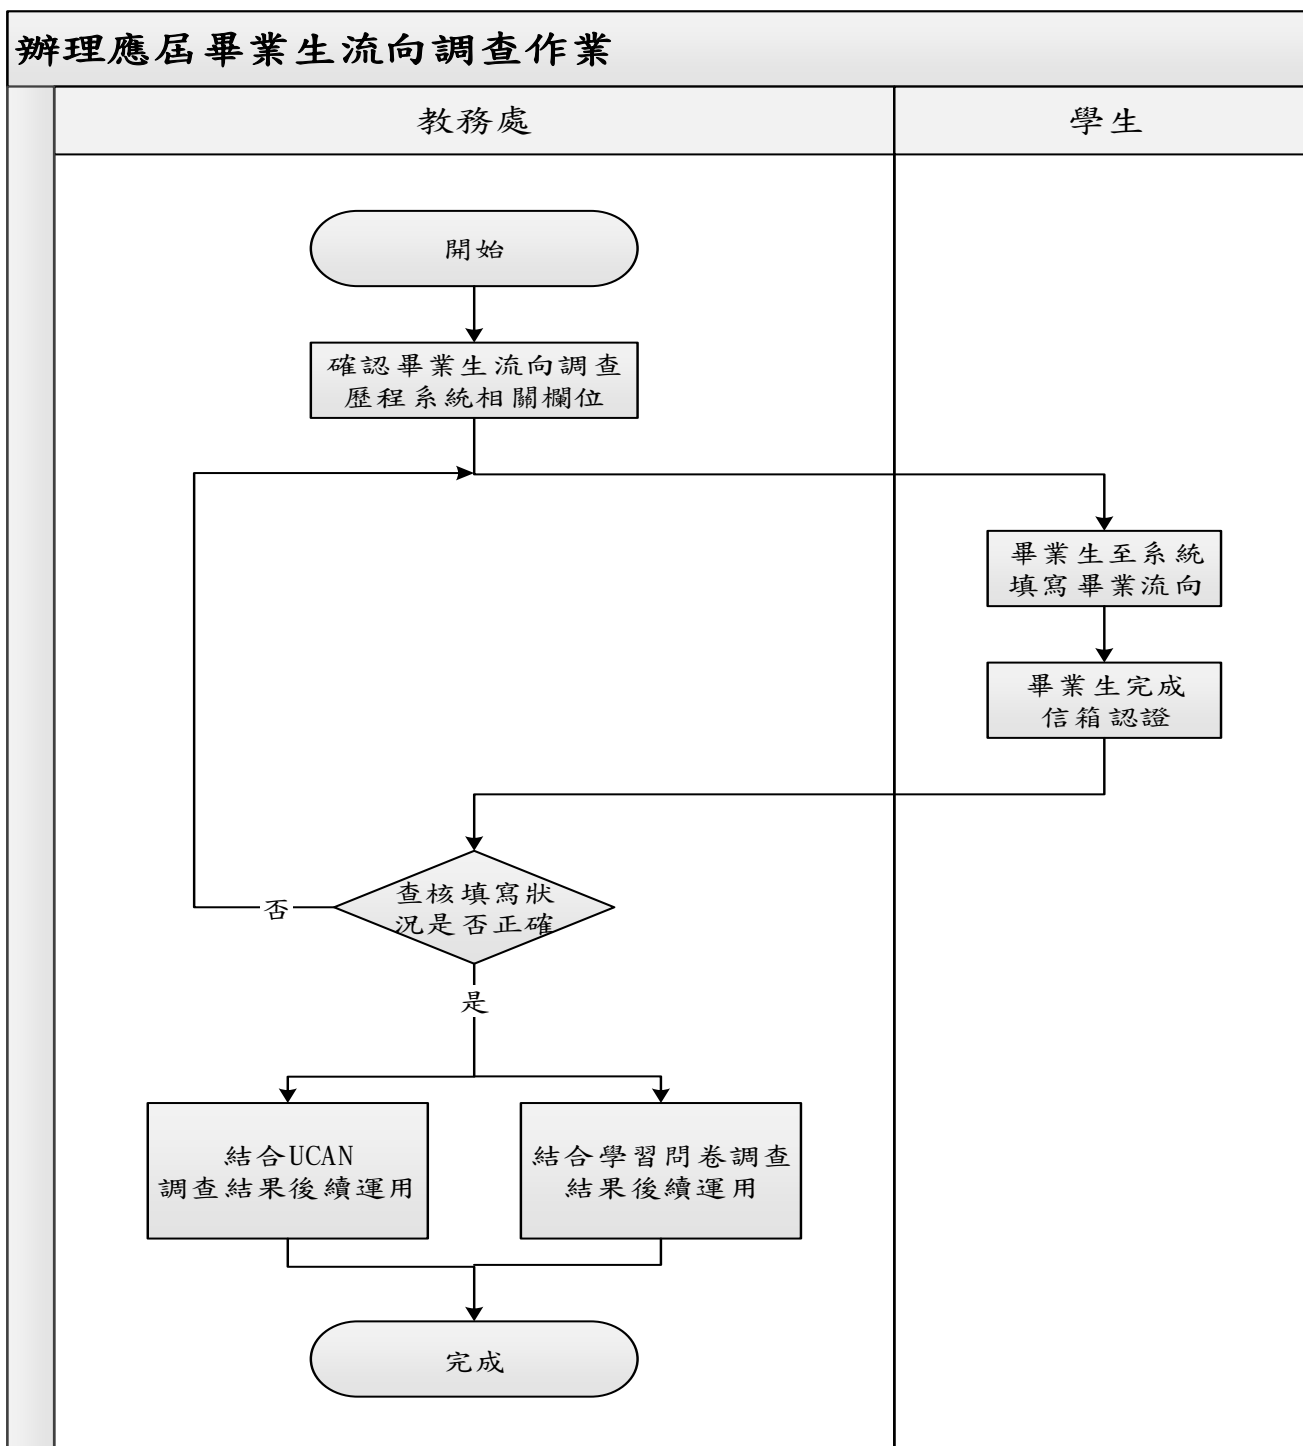 辦理應屆畢業生流向調查作業
教務處
學生
開始
確認畢業生流向調查
歷程系統相關欄位
畢業生至系統
填寫畢業流向
畢業生完成
信箱認證
查核填寫狀
況是否正確
否
是
結合UCAN
調查結果後續運用
結合學習問卷調查
結果後續運用
完成